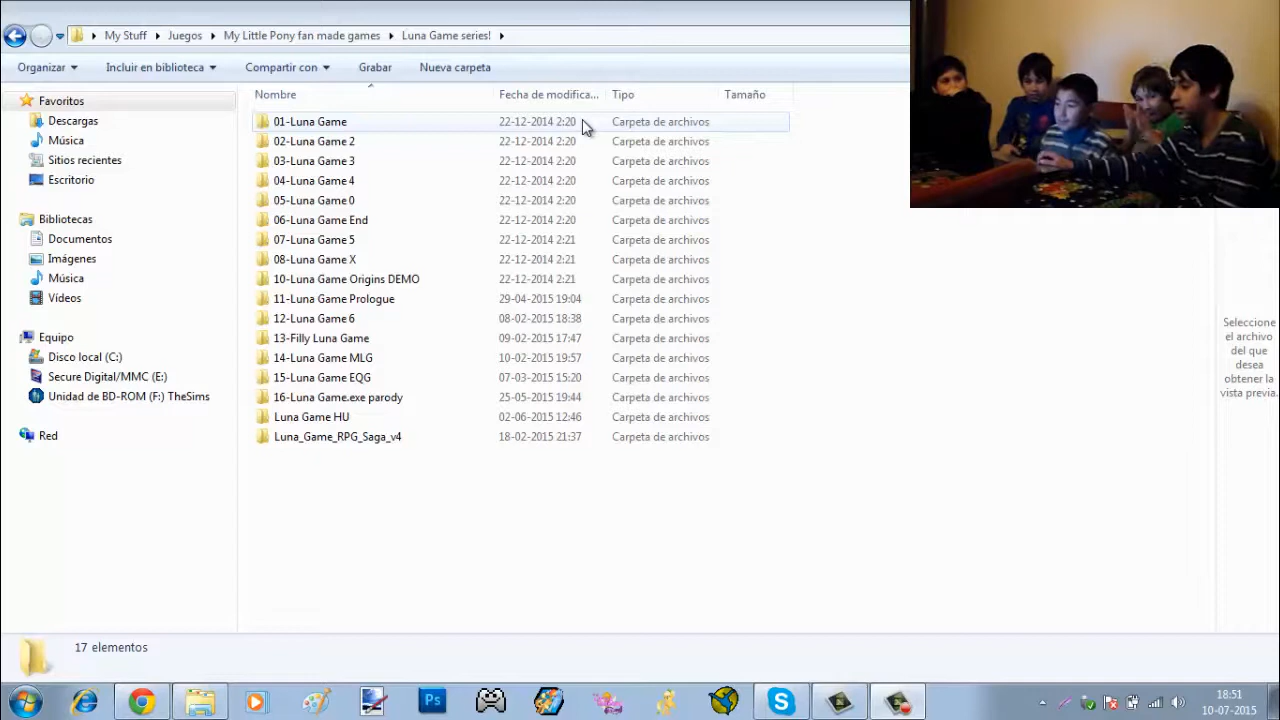 My Stuff Juegos My Little Pony fan made games Luna Game series!
Organizar Incluir en biblioteca Compartir con Grabar Nueva carpeta
Favoritos
Descargas
Música
Sitios recientes
Escritorio
Bibliotecas
Documentos
Imágenes
Música
Vídeos
Equipo
Disco local (C:)
Secure Digital/MMC (E:)
Unidad de BD-ROM (F:) TheSims
Red
Nombre Fecha de modifica... Tipo Tamaño
01-Luna Game 22-12-2014 2:20 Carpeta de archivos
02-Luna Game 2 22-12-2014 2:20 Carpeta de archivos
03-Luna Game 3 22-12-2014 2:20 Carpeta de archivos
04-Luna Game 4 22-12-2014 2:20 Carpeta de archivos
05-Luna Game 0 22-12-2014 2:20 Carpeta de archivos
06-Luna Game End 22-12-2014 2:20 Carpeta de archivos
07-Luna Game 5 22-12-2014 2:21 Carpeta de archivos
08-Luna Game X 22-12-2014 2:21 Carpeta de archivos
10-Luna Game Origins DEMO 22-12-2014 2:21 Carpeta de archivos
11-Luna Game Prologue 29-04-2015 19:04 Carpeta de archivos
12-Luna Game 6 08-02-2015 18:38 Carpeta de archivos
13-Filly Luna Game 09-02-2015 17:47 Carpeta de archivos
14-Luna Game MLG 10-02-2015 19:57 Carpeta de archivos
15-Luna Game EQG 07-03-2015 15:20 Carpeta de archivos
16-Luna Game.exe parody 25-05-2015 19:44 Carpeta de archivos
Luna Game HU 02-06-2015 12:46 Carpeta de archivos
Luna_Game_RPG_Saga_v4 18-02-2015 21:37 Carpeta de archivos
Seleccione
el archivo
del que
desea
obtener la
vista previa.
17 elementos
Ps
18:51
10-07-2015